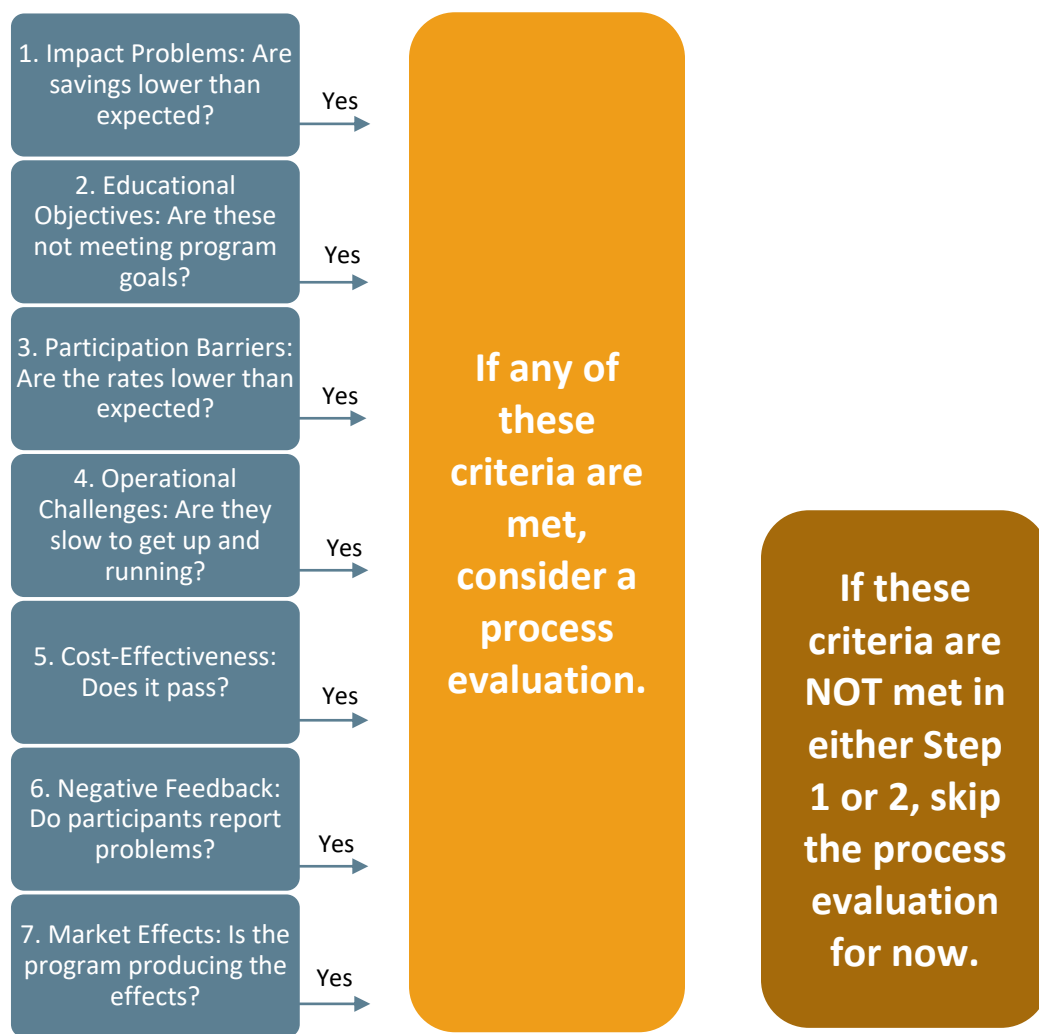 1. Impact Problems: Are
savings lower than
expected?
Yes
2. Educational
Objectives: Are these
not meeting program
goals?
Yes
3. Participation Barriers:
Are the rates lower than
expected?
Yes
4. Operational
Challenges: Are they
slow to get up and
running?
Yes
5. Cost-Effectiveness:
Does it pass?
Yes
6. Negative Feedback:
Do participants report
problems?
Yes
7. Market Effects: Is the
program producing the
effects?
Yes
If any of
these
criteria are
met,
consider a
process
evaluation.
If these
criteria are
NOT met in
either Step
1 or 2, skip
the process
evaluation
for now.